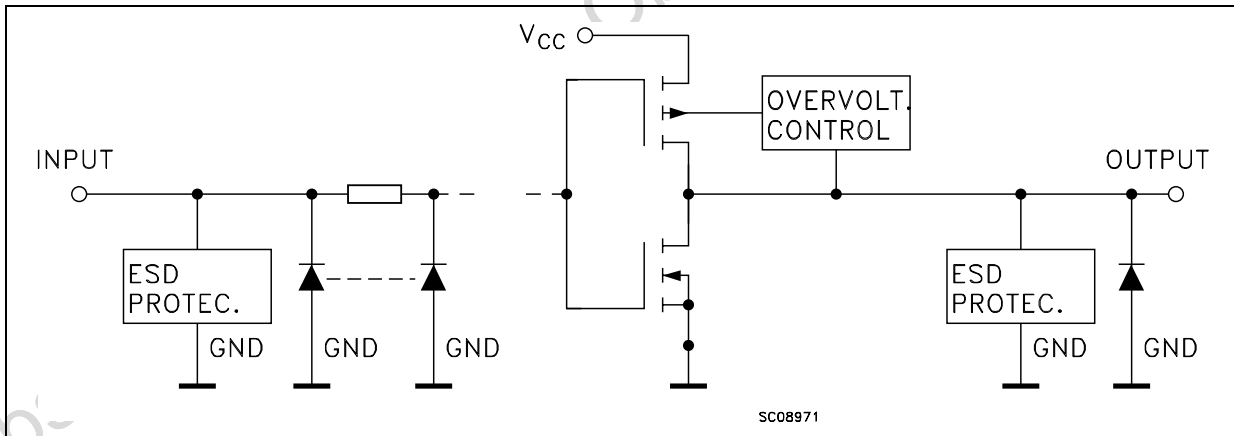 VCC
OVERVOLT.
CONTROL
INPUT
OUTPUT
ESD
PROTEC.
ESD
PROTEC.
GND
GND
GND
GND
GND
SC08971